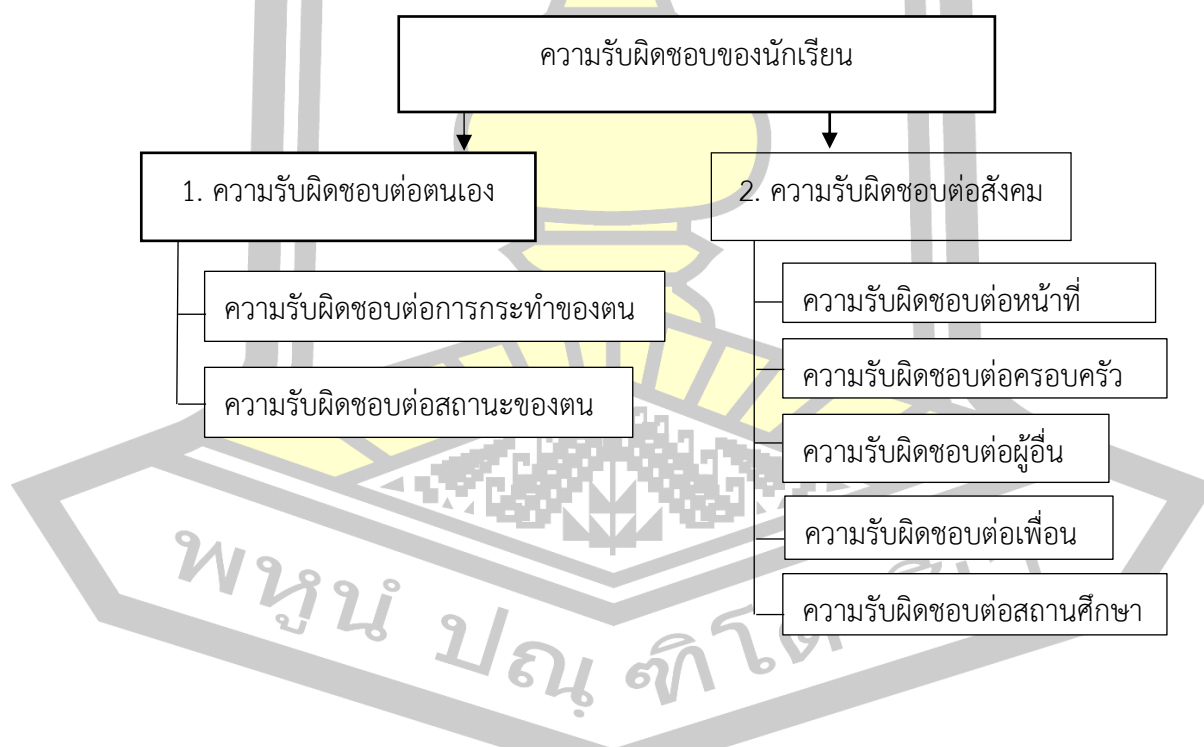 ความรับผิดชอบของนักเรียน
1. ความรับผิดชอบต่อตนเอง
2. ความรับผิดชอบต่อสังคม
ความรับผิดชอบต่อการกระทำของตน
ความรับผิดชอบต่อสถานะของตน
ความรับผิดชอบต่อหน้าที่
ความรับผิดชอบต่อครอบครัว
ความรับผิดชอบต่อผู้อื่น
ความรับผิดชอบต่อเพื่อน
ความรับผิดชอบต่อสถานศึกษา
พหูนํ ปณฺ ฑิโต